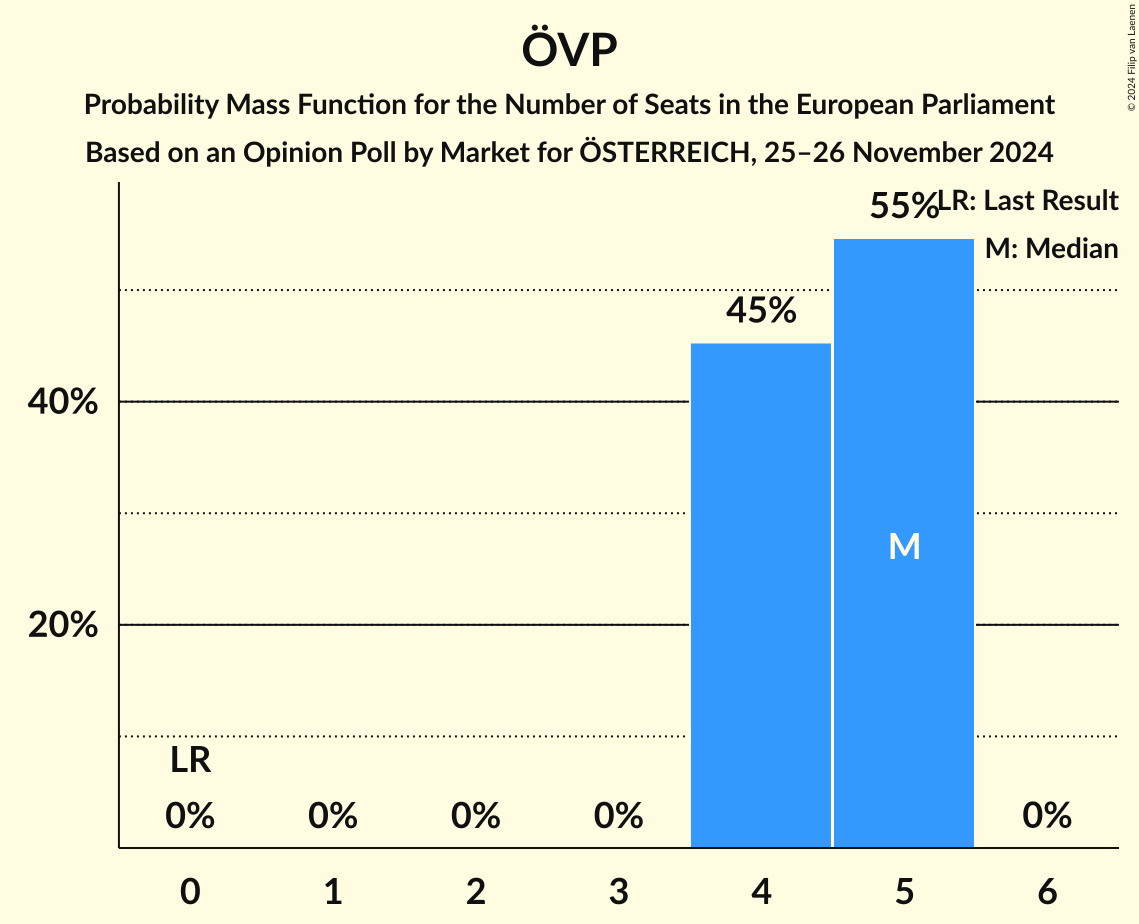 ÖVP
Probability Mass Function for the Number of Seats in the European Parliament
Based on an Opinion Poll by Market for ÖSTERREICH, 25–26 November 2024
© 2024 Filip van Laenen
LR: Last Result
M: Median
55%
45%
40%
M
20%
LR
0% 0% 0% 0% 0%
0 1 2 3 4 5 6